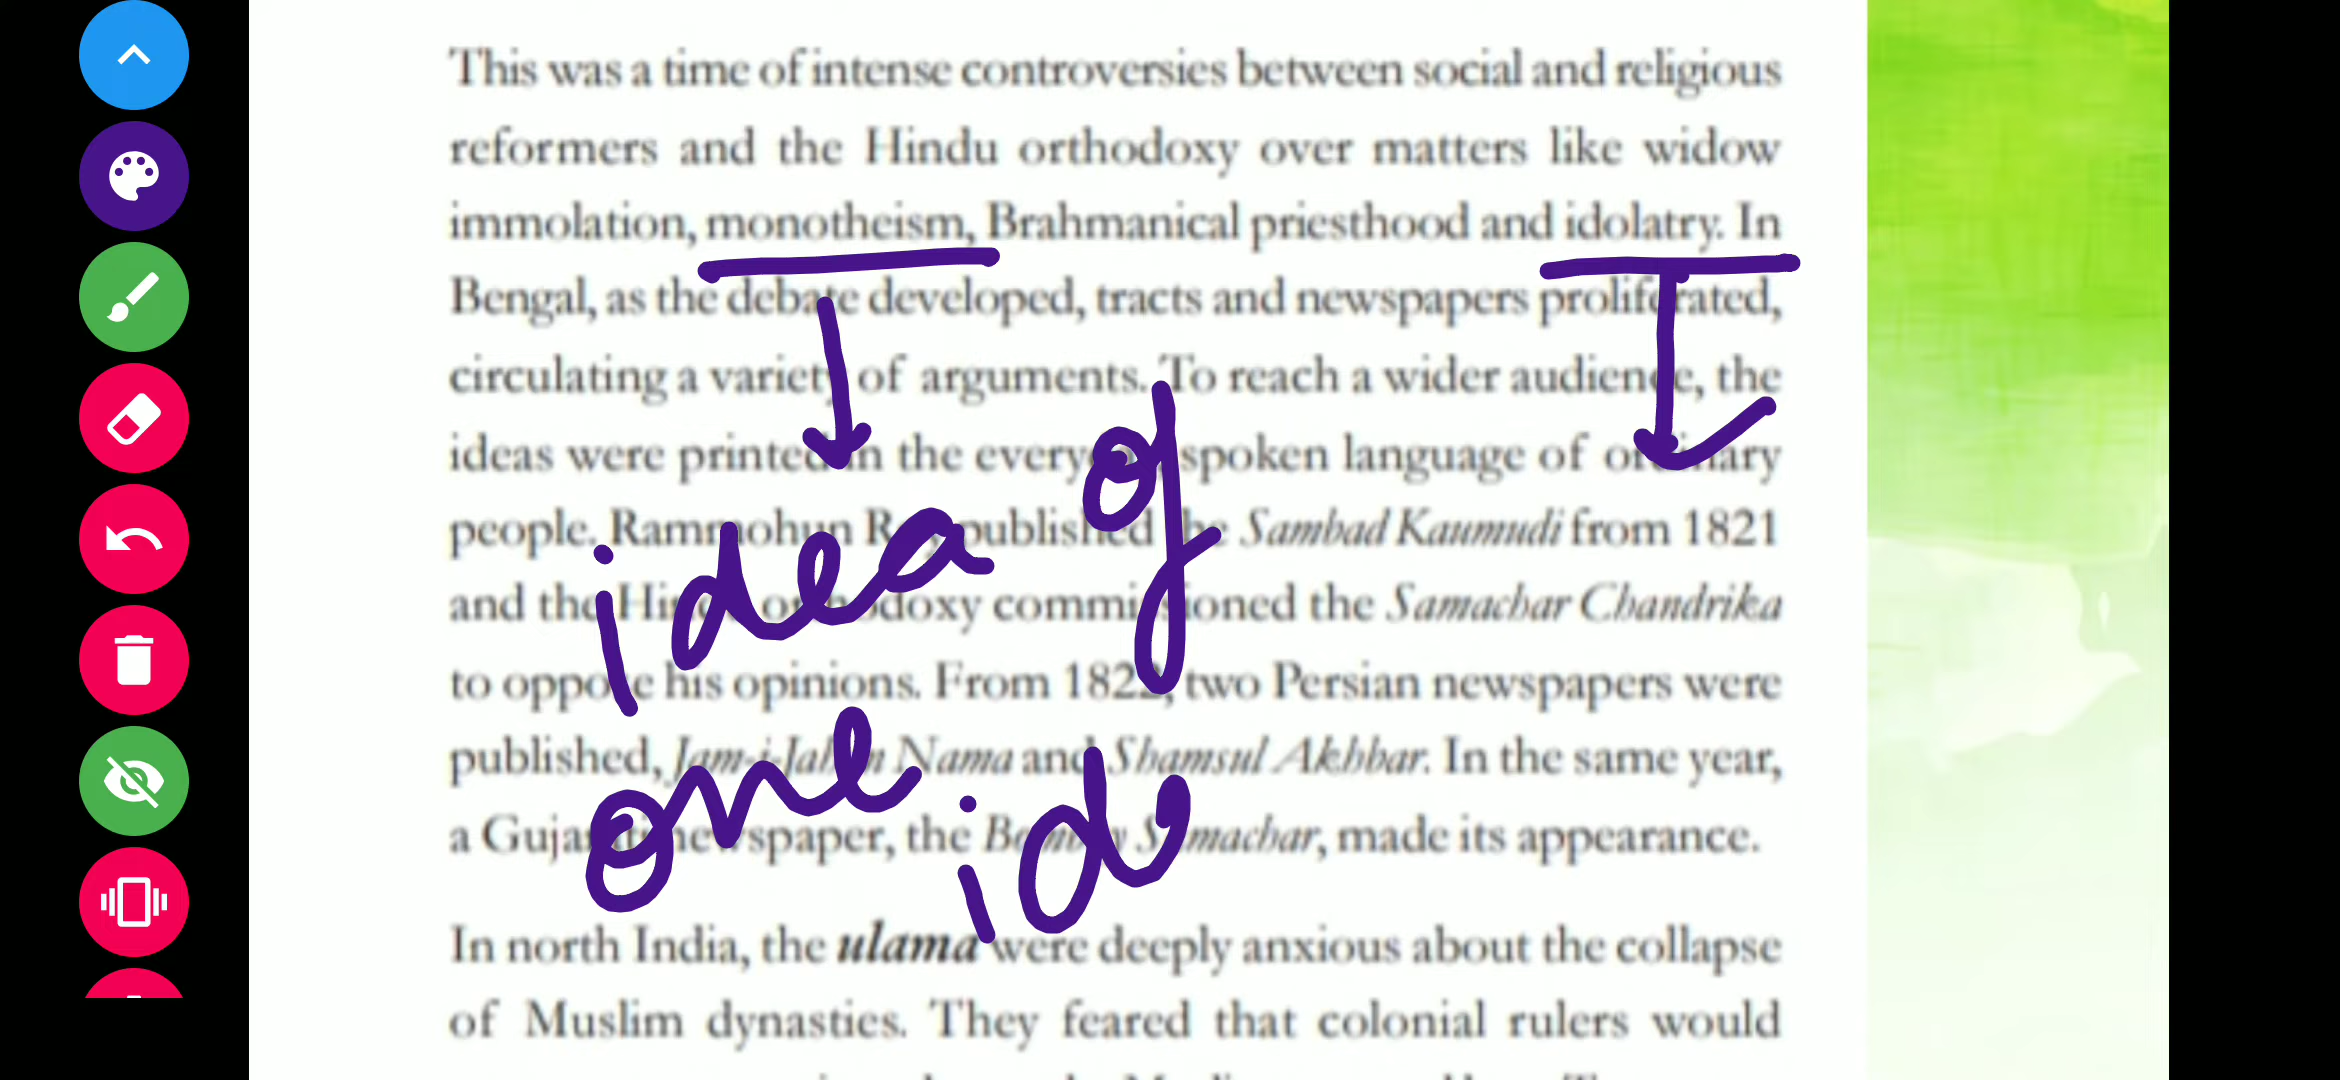 This was a time of intense controversies between social and religious
reformers and the Hindu orthodoxy over matters like widow
immolation, monotheism, Brahmanical priesthood and idolatry. In
Bengal, as the debate developed, tracts and newspapers proliferated,
circulating a variety of arguments. To reach a wider audience, the
ideas were printed in the everyday spoken language of ordinary
people. Rammohun Roy published the Sambad Kaumudi from 1821
and the Hindu orthodoxy commissioned the Samachar Chandrika
to oppose his opinions. From 1822, two Persian newspapers were
published, Jam-i-Jahan Nama and Shamsul Akhbar. In the same year,
a Gujarati newspaper, the Bombay Samachar, made its appearance.
In north India, the ulama were deeply anxious about the collapse
of Muslim dynasties. They feared that colonial rulers would
idea of
one ido